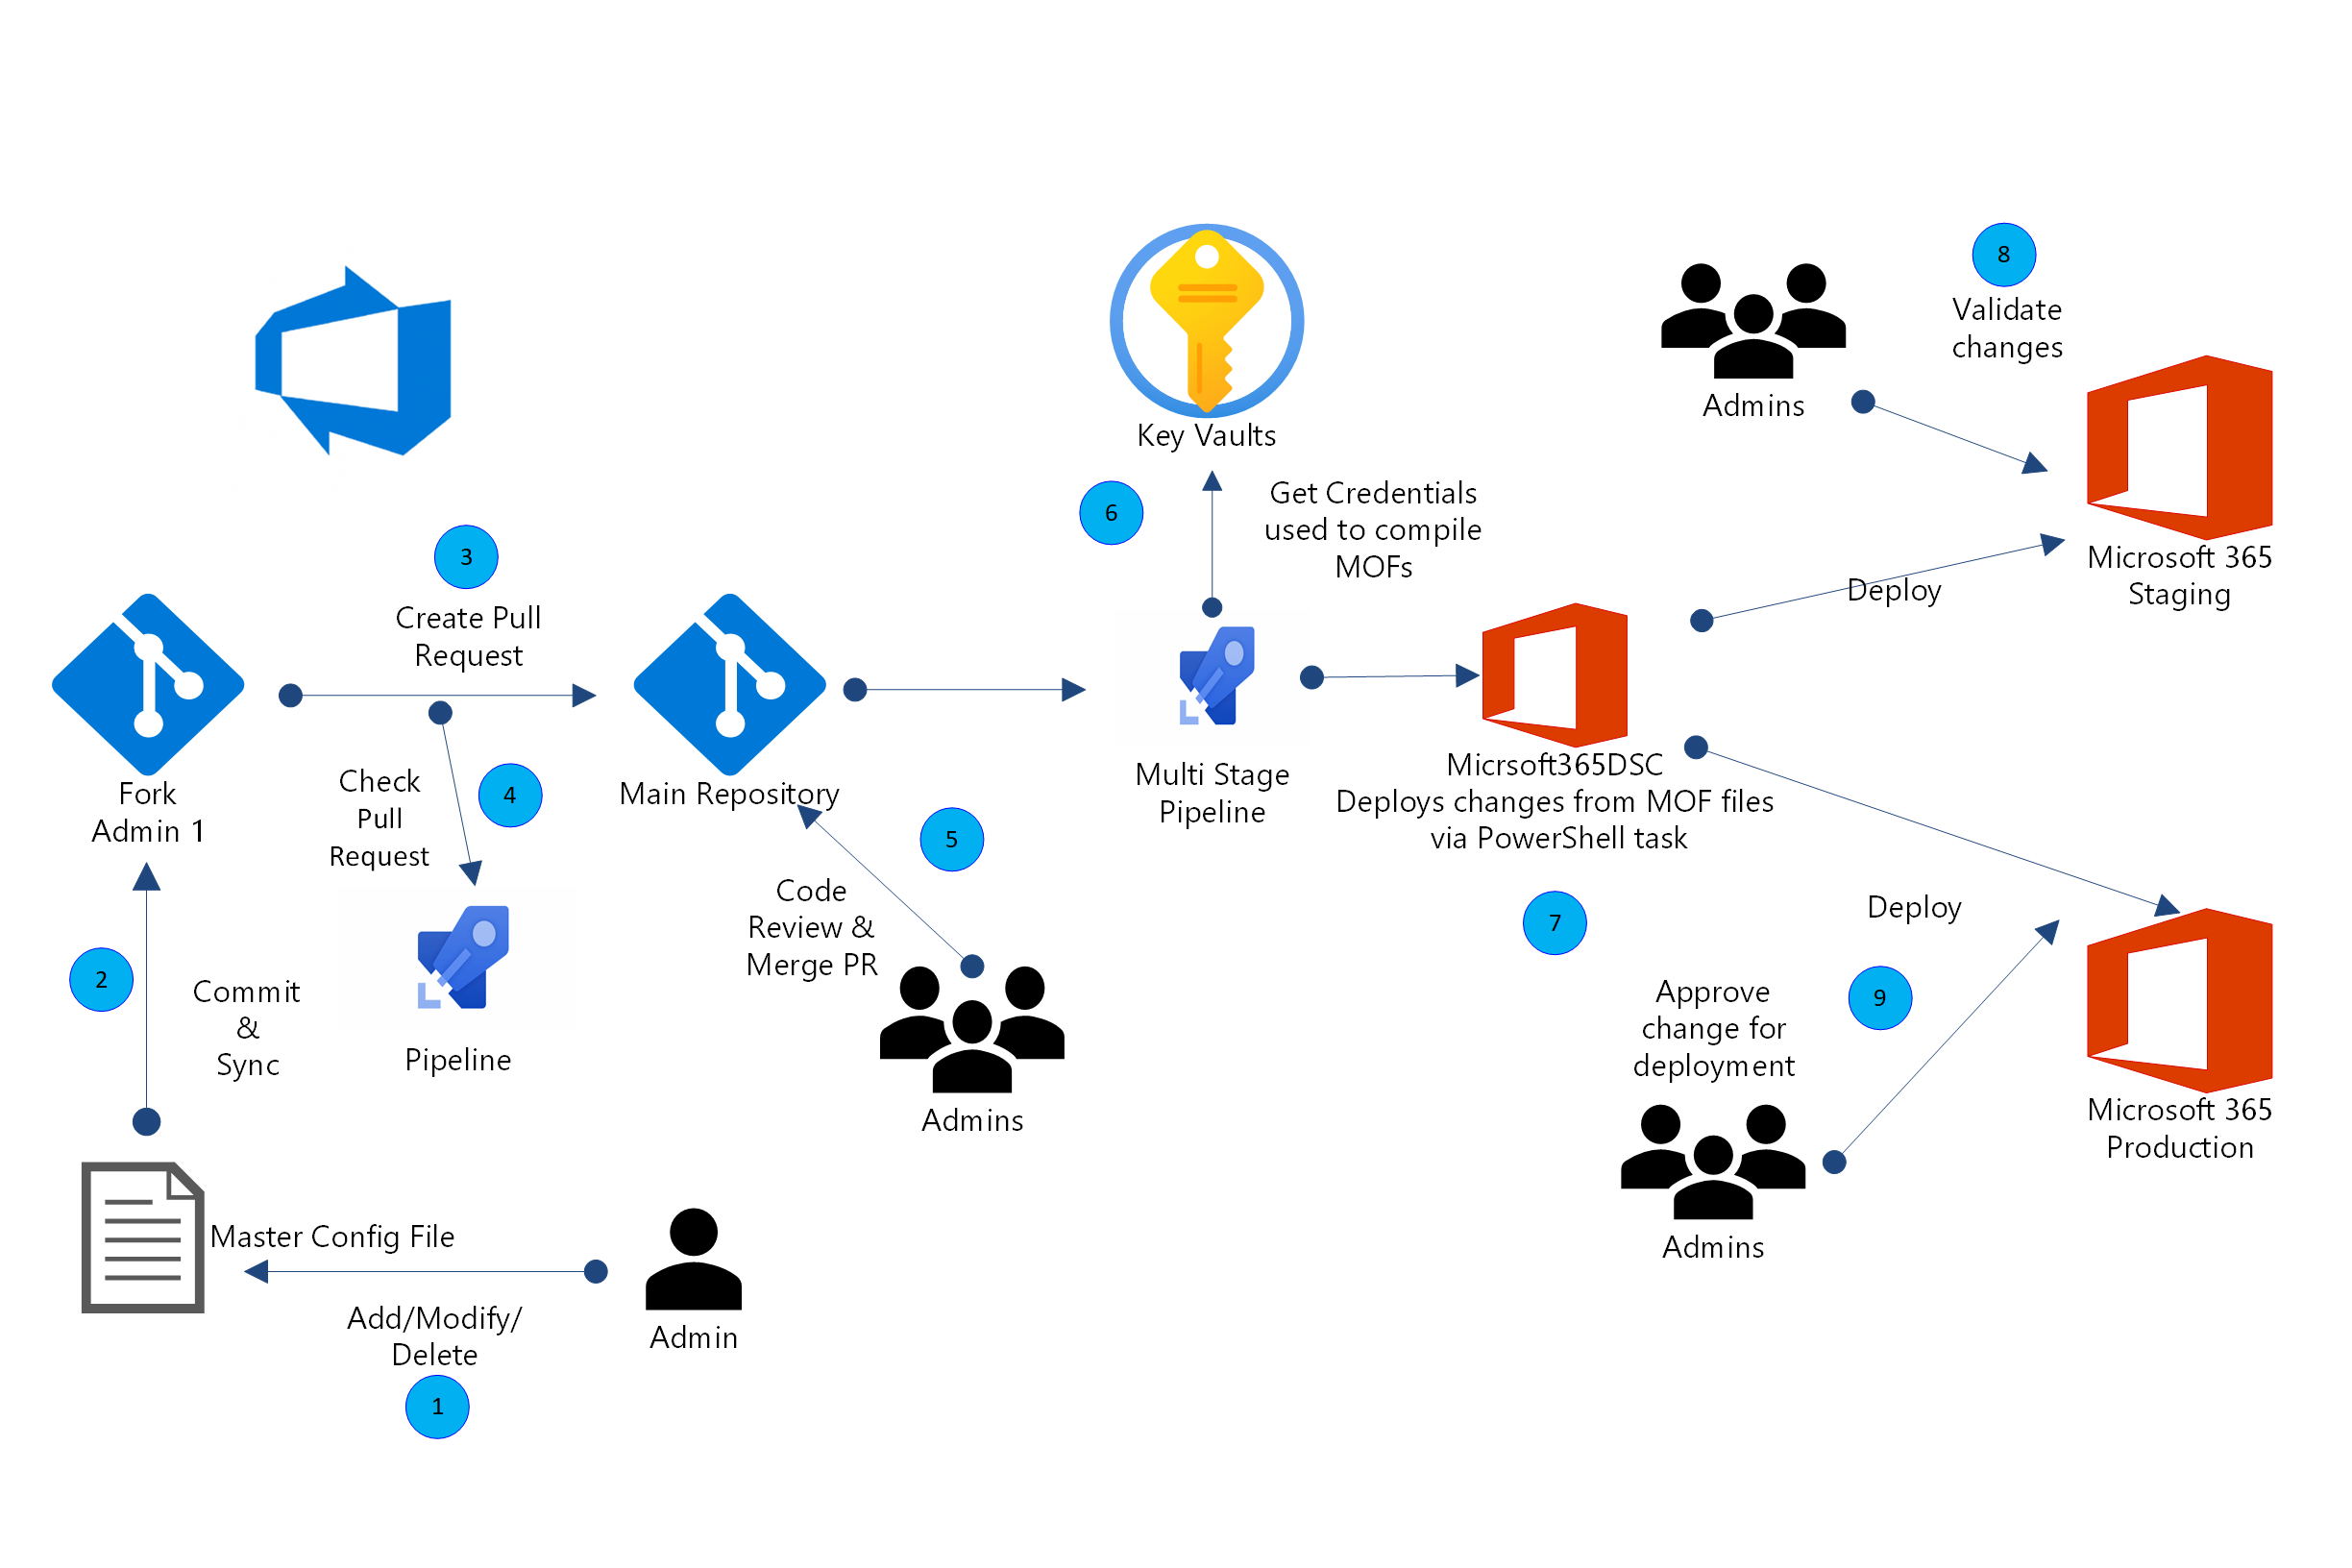 8
Validate
changes
Admins
Key Vaults
6
Get Credentials
used to compile
MOFs
3
Create Pull
Request
Microsoft 365
Staging
Deploy
Fork
Admin 1
Check
Pull
Request
4
Main Repository
5
Code
Review &
Merge PR
Admins
Multi Stage
Pipeline
Micrsoft365DSC
Deploys changes from MOF files
via PowerShell task
7
Deploy
9
Approve
change for
deployment
Admins
Microsoft 365
Production
2
Commit
&
Sync
Pipeline
Master Config File
Add/Modify/
Delete
1
Admin